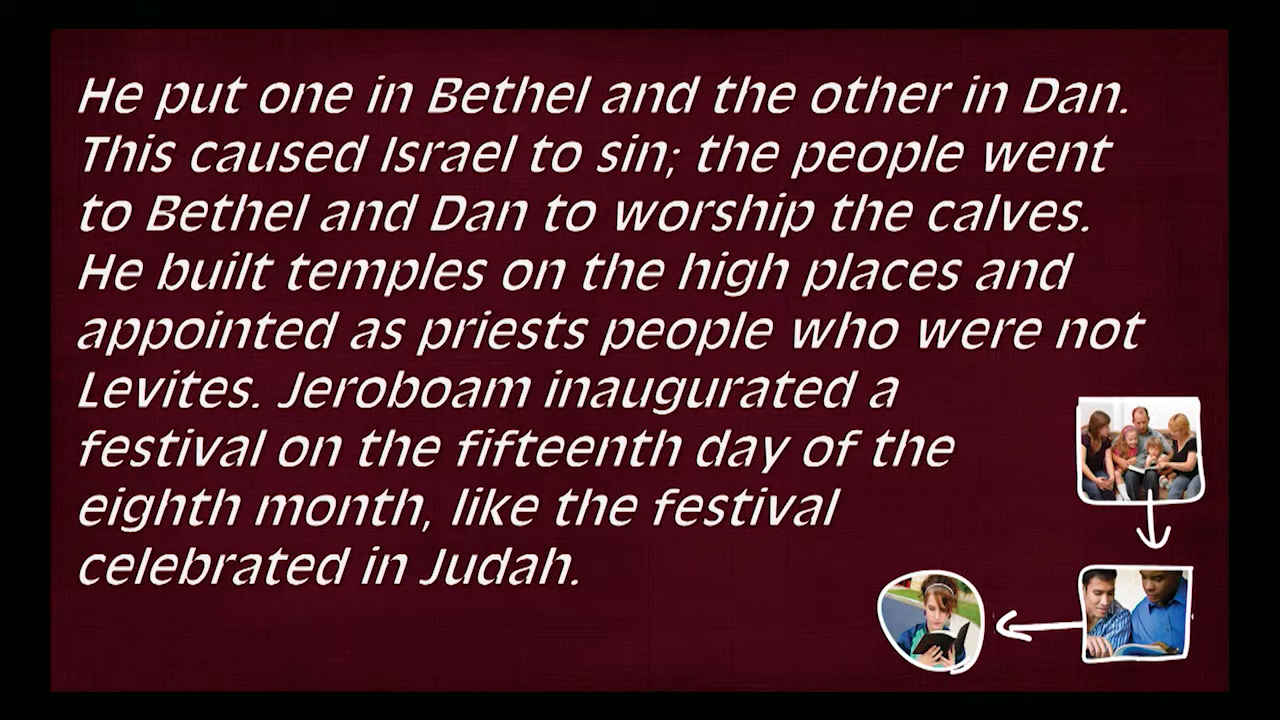 He put one in Bethel and the other in Dan.
This caused Israel to sin; the people went
to Bethel and Dan to worship the calves.
He built temples on the high places and
appointed as priests people who were not
Levites. Jeroboam inaugurated a
festival on the fifteenth day of the
eighth month, like the festival
celebrated in Judah.